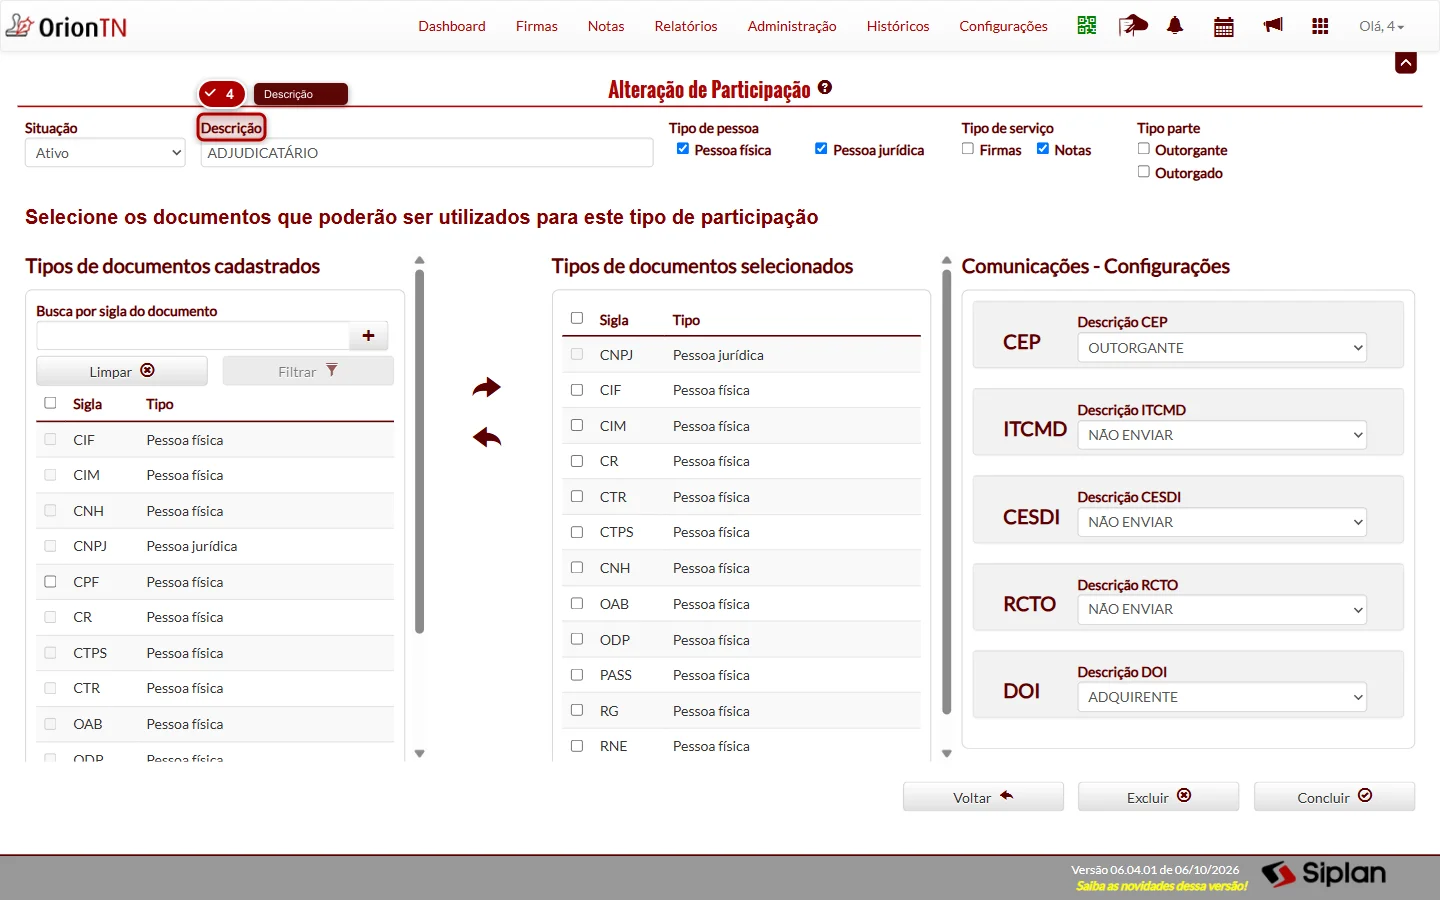 OrionTN
Dashboard
Firmas
Notas
Relatórios
Administração
Históricos
Configurações
Olá, 4
4
Descrição
Alteração de Participação
Situação
Ativo
Descrição
ADJUDICATÁRIO
Tipo de pessoa
Pessoa física
Pessoa jurídica
Tipo de serviço
Firmas
Notas
Tipo parte
Outorgante
Outorgado
Selecione os documentos que poderão ser utilizados para este tipo de participação
Tipos de documentos cadastrados
Busca por sigla do documento
Limpar
Filtrar
Sigla Tipo
CIF Pessoa física
CIM Pessoa física
CNH Pessoa física
CNPJ Pessoa jurídica
CPF Pessoa física
CR Pessoa física
CTPS Pessoa física
CTR Pessoa física
OAB Pessoa física
ODP Pessoa física
Tipos de documentos selecionados
Sigla Tipo
CNPJ Pessoa jurídica
CIF Pessoa física
CIM Pessoa física
CR Pessoa física
CTR Pessoa física
CTPS Pessoa física
CNH Pessoa física
OAB Pessoa física
ODP Pessoa física
PASS Pessoa física
RG Pessoa física
RNE Pessoa física
Comunicações - Configurações
CEP
Descrição CEP
OUTORGANTE
ITCMD
Descrição ITCMD
NÃO ENVIAR
CESDI
Descrição CESDI
NÃO ENVIAR
RCTO
Descrição RCTO
NÃO ENVIAR
DOI
Descrição DOI
ADQUIRENTE
Voltar
Excluir
Concluir
Versão 06.04.01 de 06/10/2026
Saiba as novidades dessa versão!
Siplan